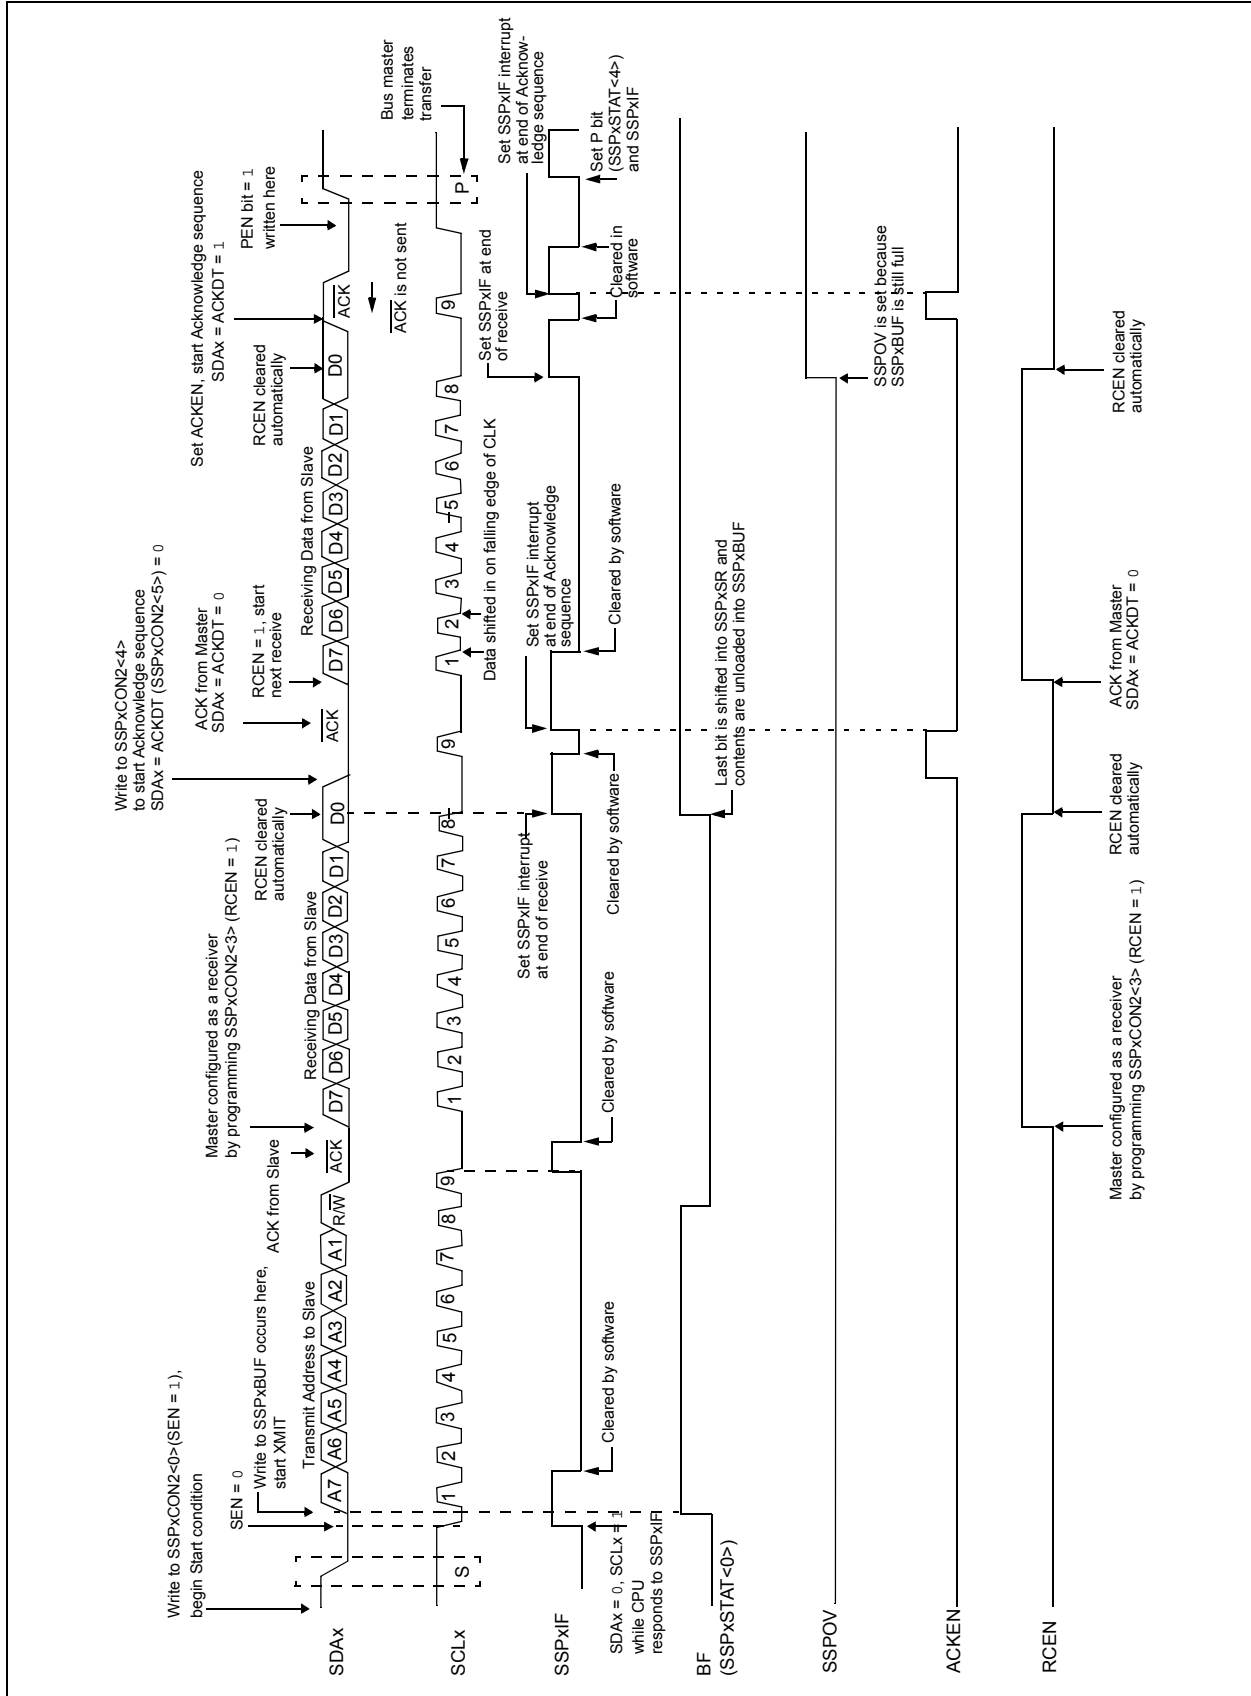 Write to SSPxCON2<0>(SEN = 1),
begin Start condition
SEN = 0
Write to SSPxBUF occurs here,
start XMIT
ACK from Slave
Master configured as a receiver
by programming SSPxCON2<3> (RCEN = 1)
RCEN cleared
automatically
Write to SSPxCON2<4>
to start Acknowledge sequence
SDAx = ACKDT (SSPxCON2<5>) = 0
ACK from Master
SDAx = ACKDT = 0
RCEN = 1, start
next receive
RCEN cleared
automatically
Set ACKEN, start Acknowledge sequence
SDAx = ACKDT = 1
PEN bit = 1
written here
Transmit Address to Slave
Receiving Data from Slave
Receiving Data from Slave
SDAx
A7 A6 A5 A4 A3 A2 A1 R/W ACK
D7 D6 D5 D4 D3 D2 D1 D0 ACK
D7 D6 D5 D4 D3 D2 D1 D0 ACK
ACK is not sent
Bus master
terminates
transfer
SCLx
S
1 2 3 4 5 6 7 8 9
1 2 3 4 5 6 7 8 9
1 2 3 4 5 6 7 8 9
P
Data shifted in on falling edge of CLK
Set SSPxIF interrupt
at end of receive
Set SSPxIF interrupt
at end of Acknowledge
sequence
Set SSPxIF at end
of receive
Set SSPxIF interrupt
at end of Acknow-
ledge sequence
SSPxIF
SDAx = 0, SCLx = 1
while CPU
responds to SSPxIF
Cleared by software
Cleared by software
Cleared by software
Cleared by software
Cleared in
software
Set P bit
(SSPxSTAT<4>)
and SSPxIF
BF
(SSPxSTAT<0>)
Last bit is shifted into SSPxSR and
contents are unloaded into SSPxBUF
SSPOV
SSPOV is set because
SSPxBUF is still full
ACKEN
RCEN
Master configured as a receiver
by programming SSPxCON2<3> (RCEN = 1)
RCEN cleared
automatically
ACK from Master
SDAx = ACKDT = 0
RCEN cleared
automatically